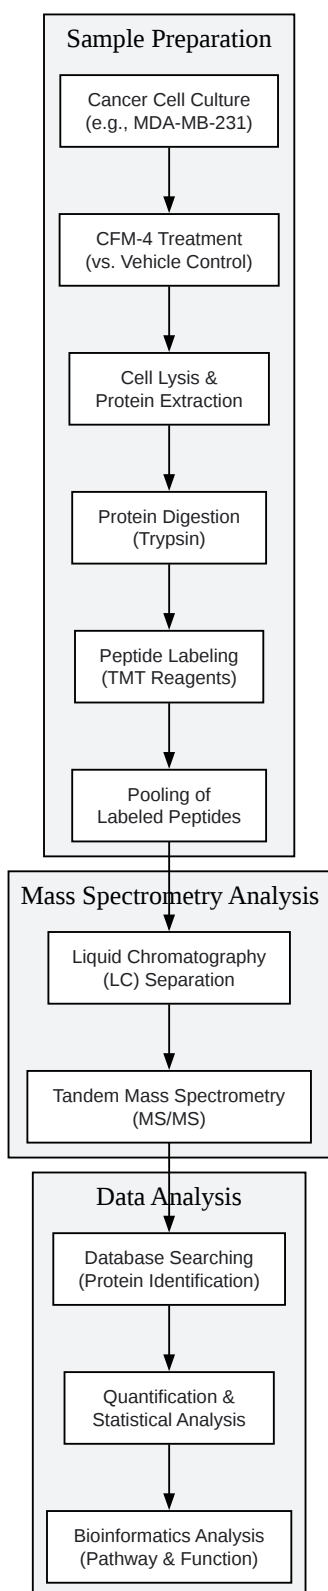 Sample Preparation
Cancer Cell Culture
(e.g., MDA-MB-231)
CFM-4 Treatment
(vs. Vehicle Control)
Cell Lysis &
Protein Extraction
Protein Digestion
(Trypsin)
Peptide Labeling
(TMT Reagents)
Pooling of
Labeled Peptides
Mass Spectrometry Analysis
Liquid Chromatography
(LC) Separation
Tandem Mass Spectrometry
(MS/MS)
Data Analysis
Database Searching
(Protein Identification)
Quantification &
Statistical Analysis
Bioinformatics Analysis
(Pathway & Function)